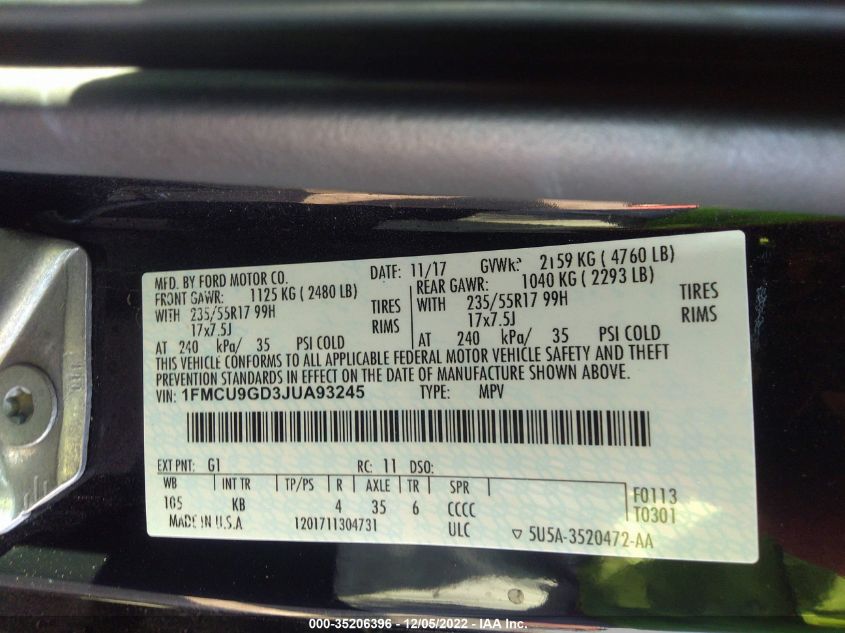 MFD. BY FORD MOTOR CO. DATE: 11/17 GVWR: 2159 KG ( 4760 LB)
FRONT GAWR: 1125 KG ( 2480 LB) REAR GAWR: 1040 KG ( 2293 LB)
WITH 235/55R17 99H TIRES WITH 235/55R17 99H TIRES
17x7.5J RIMS 17x7.5J RIMS
AT 240 kPa/ 35 PSI COLD AT 240 kPa/ 35 PSI COLD
THIS VEHICLE CONFORMS TO ALL APPLICABLE FEDERAL MOTOR VEHICLE SAFETY AND THEFT
PREVENTION STANDARDS IN EFFECT ON THE DATE OF MANUFACTURE SHOWN ABOVE.
VIN: 1FMCU9GD3JUA93245 TYPE: MPV
EXT PNT: G1 RC: 11 DSO:
WB INT TR TP/PS R AXLE TR SPR
105 KB 4 35 6 CCCC
F0113
T0301
MADE IN U.S.A 1201711304731 ULC ▽ 5U5A-3520472-AA
000-35206396 - 12/05/2022 - IAA Inc.